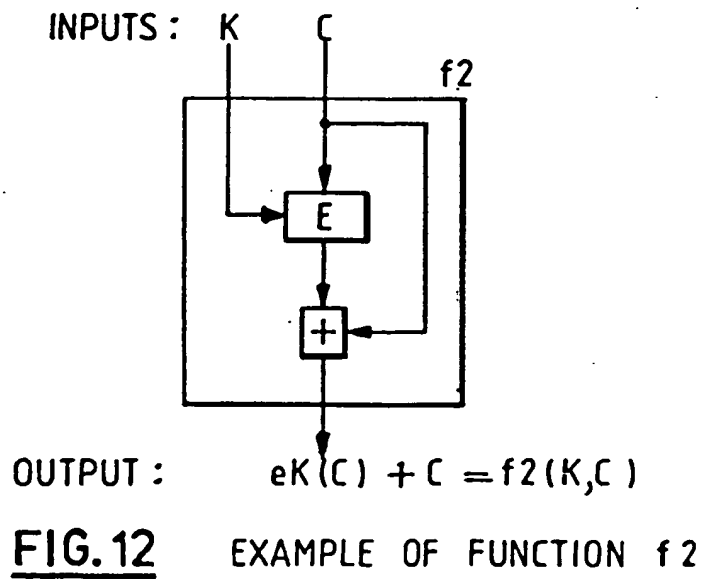 INPUTS : K C
f2
E
+
OUTPUT : eK(C) + C = f2(K,C)
FIG.12 EXAMPLE OF FUNCTION f2